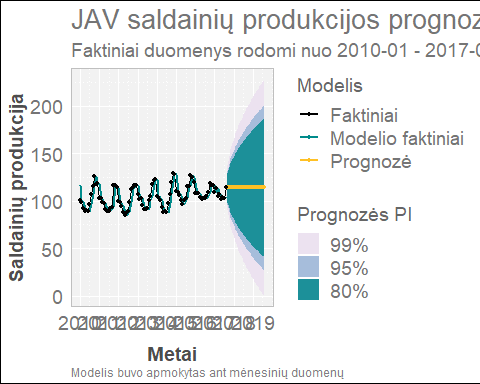 JAV saldainių produkcijos prognoz
Faktiniai duomenys rodomi nuo 2010-01 - 2017-0
Saldainių produkcija
200
150
100
50
0
Metai
Modelis buvo apmokytas ant mėnesinių duomenų
Modelis
Faktiniai
Modelio faktiniai
Prognozė
Prognozės PI
99%
95%
80%